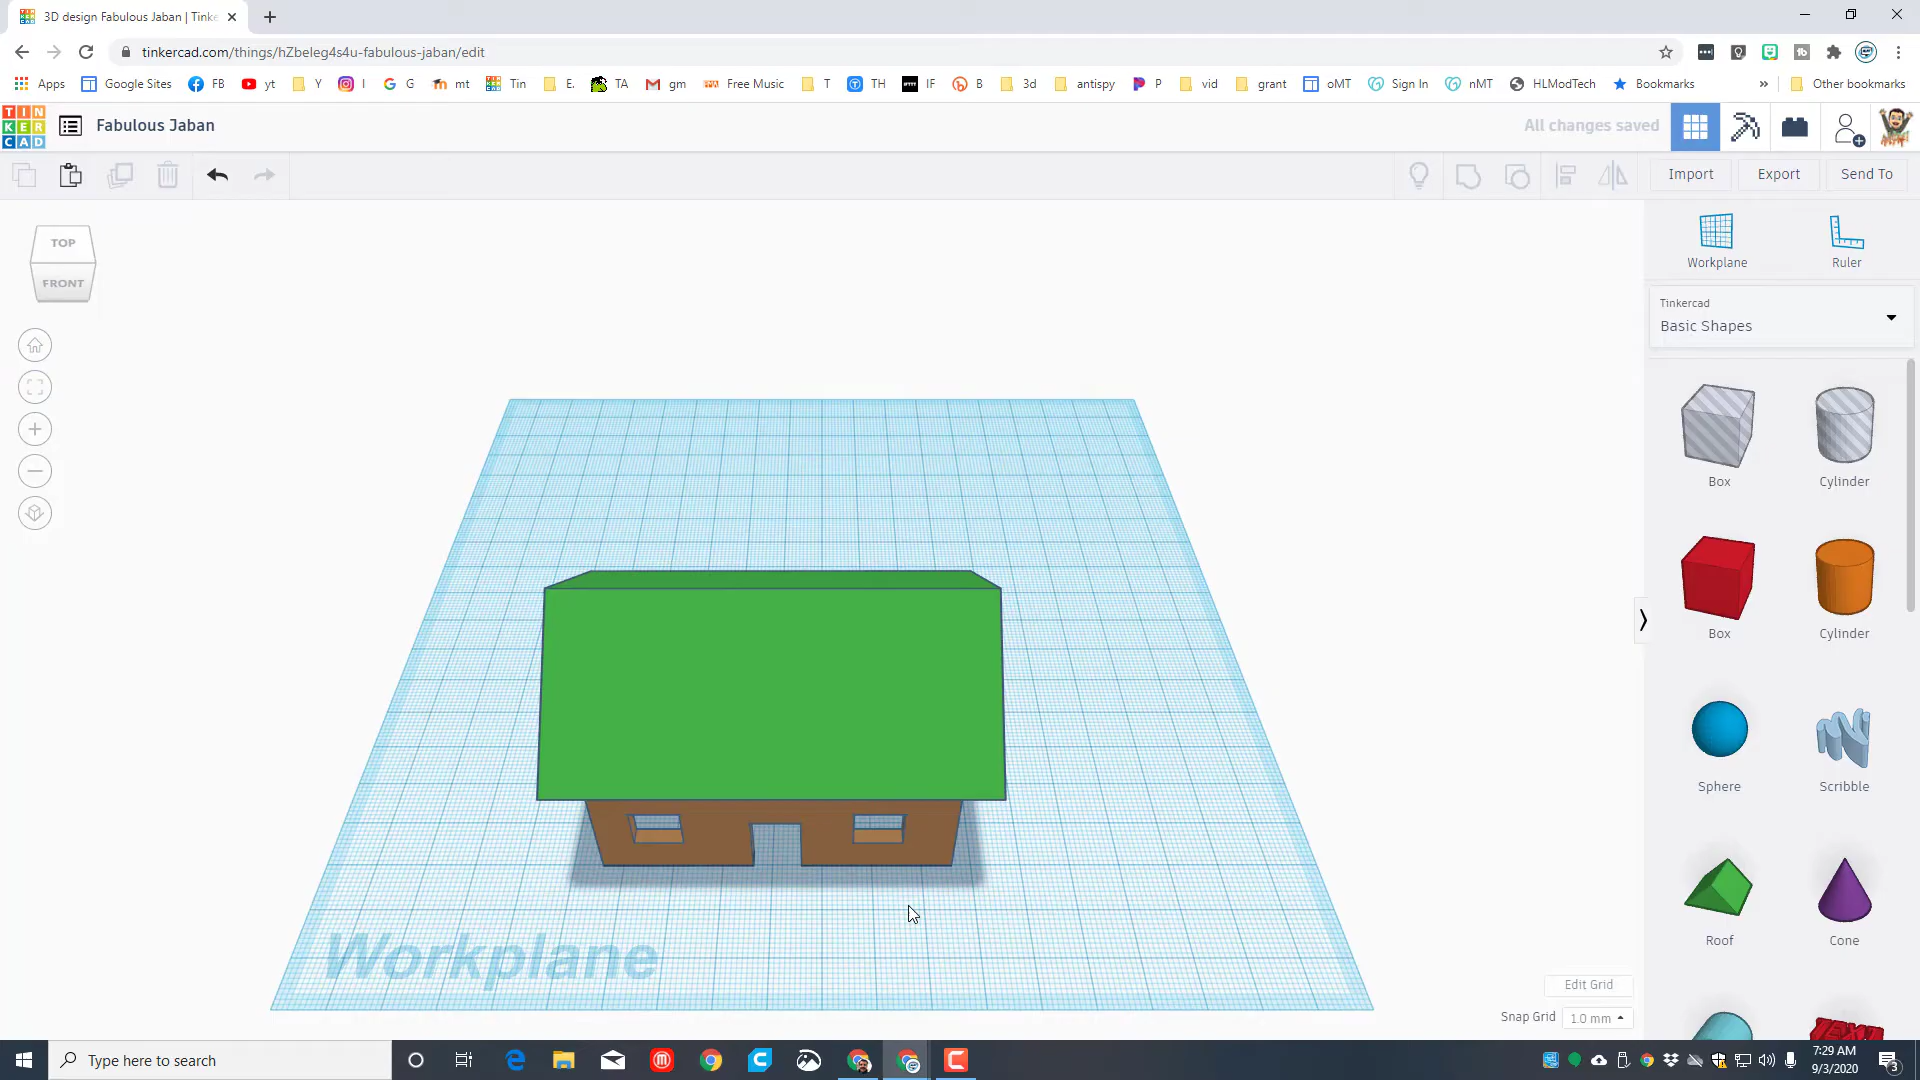 3D design Fabulous Jaban | Tinke
tinkercad.com/things/hZbeleg4s4u-fabulous-jaban/edit
Apps Google Sites FB yt Y I G mt Tin E. TA gm Free Music T TH IF B 3d antispy P vid grant oMT Sign In nMT HLModTech Bookmarks » Other bookmarks
TIN
KER
CAD
Fabulous Jaban
All changes saved
Import Export Send To
TOP
FRONT
Workplane Ruler
Tinkercad
Basic Shapes
Box Cylinder
Box Cylinder
Sphere Scribble
Roof Cone
TEXT
Workplane
Edit Grid
Snap Grid 1.0 mm
Type here to search
7:29 AM
9/3/2020
3